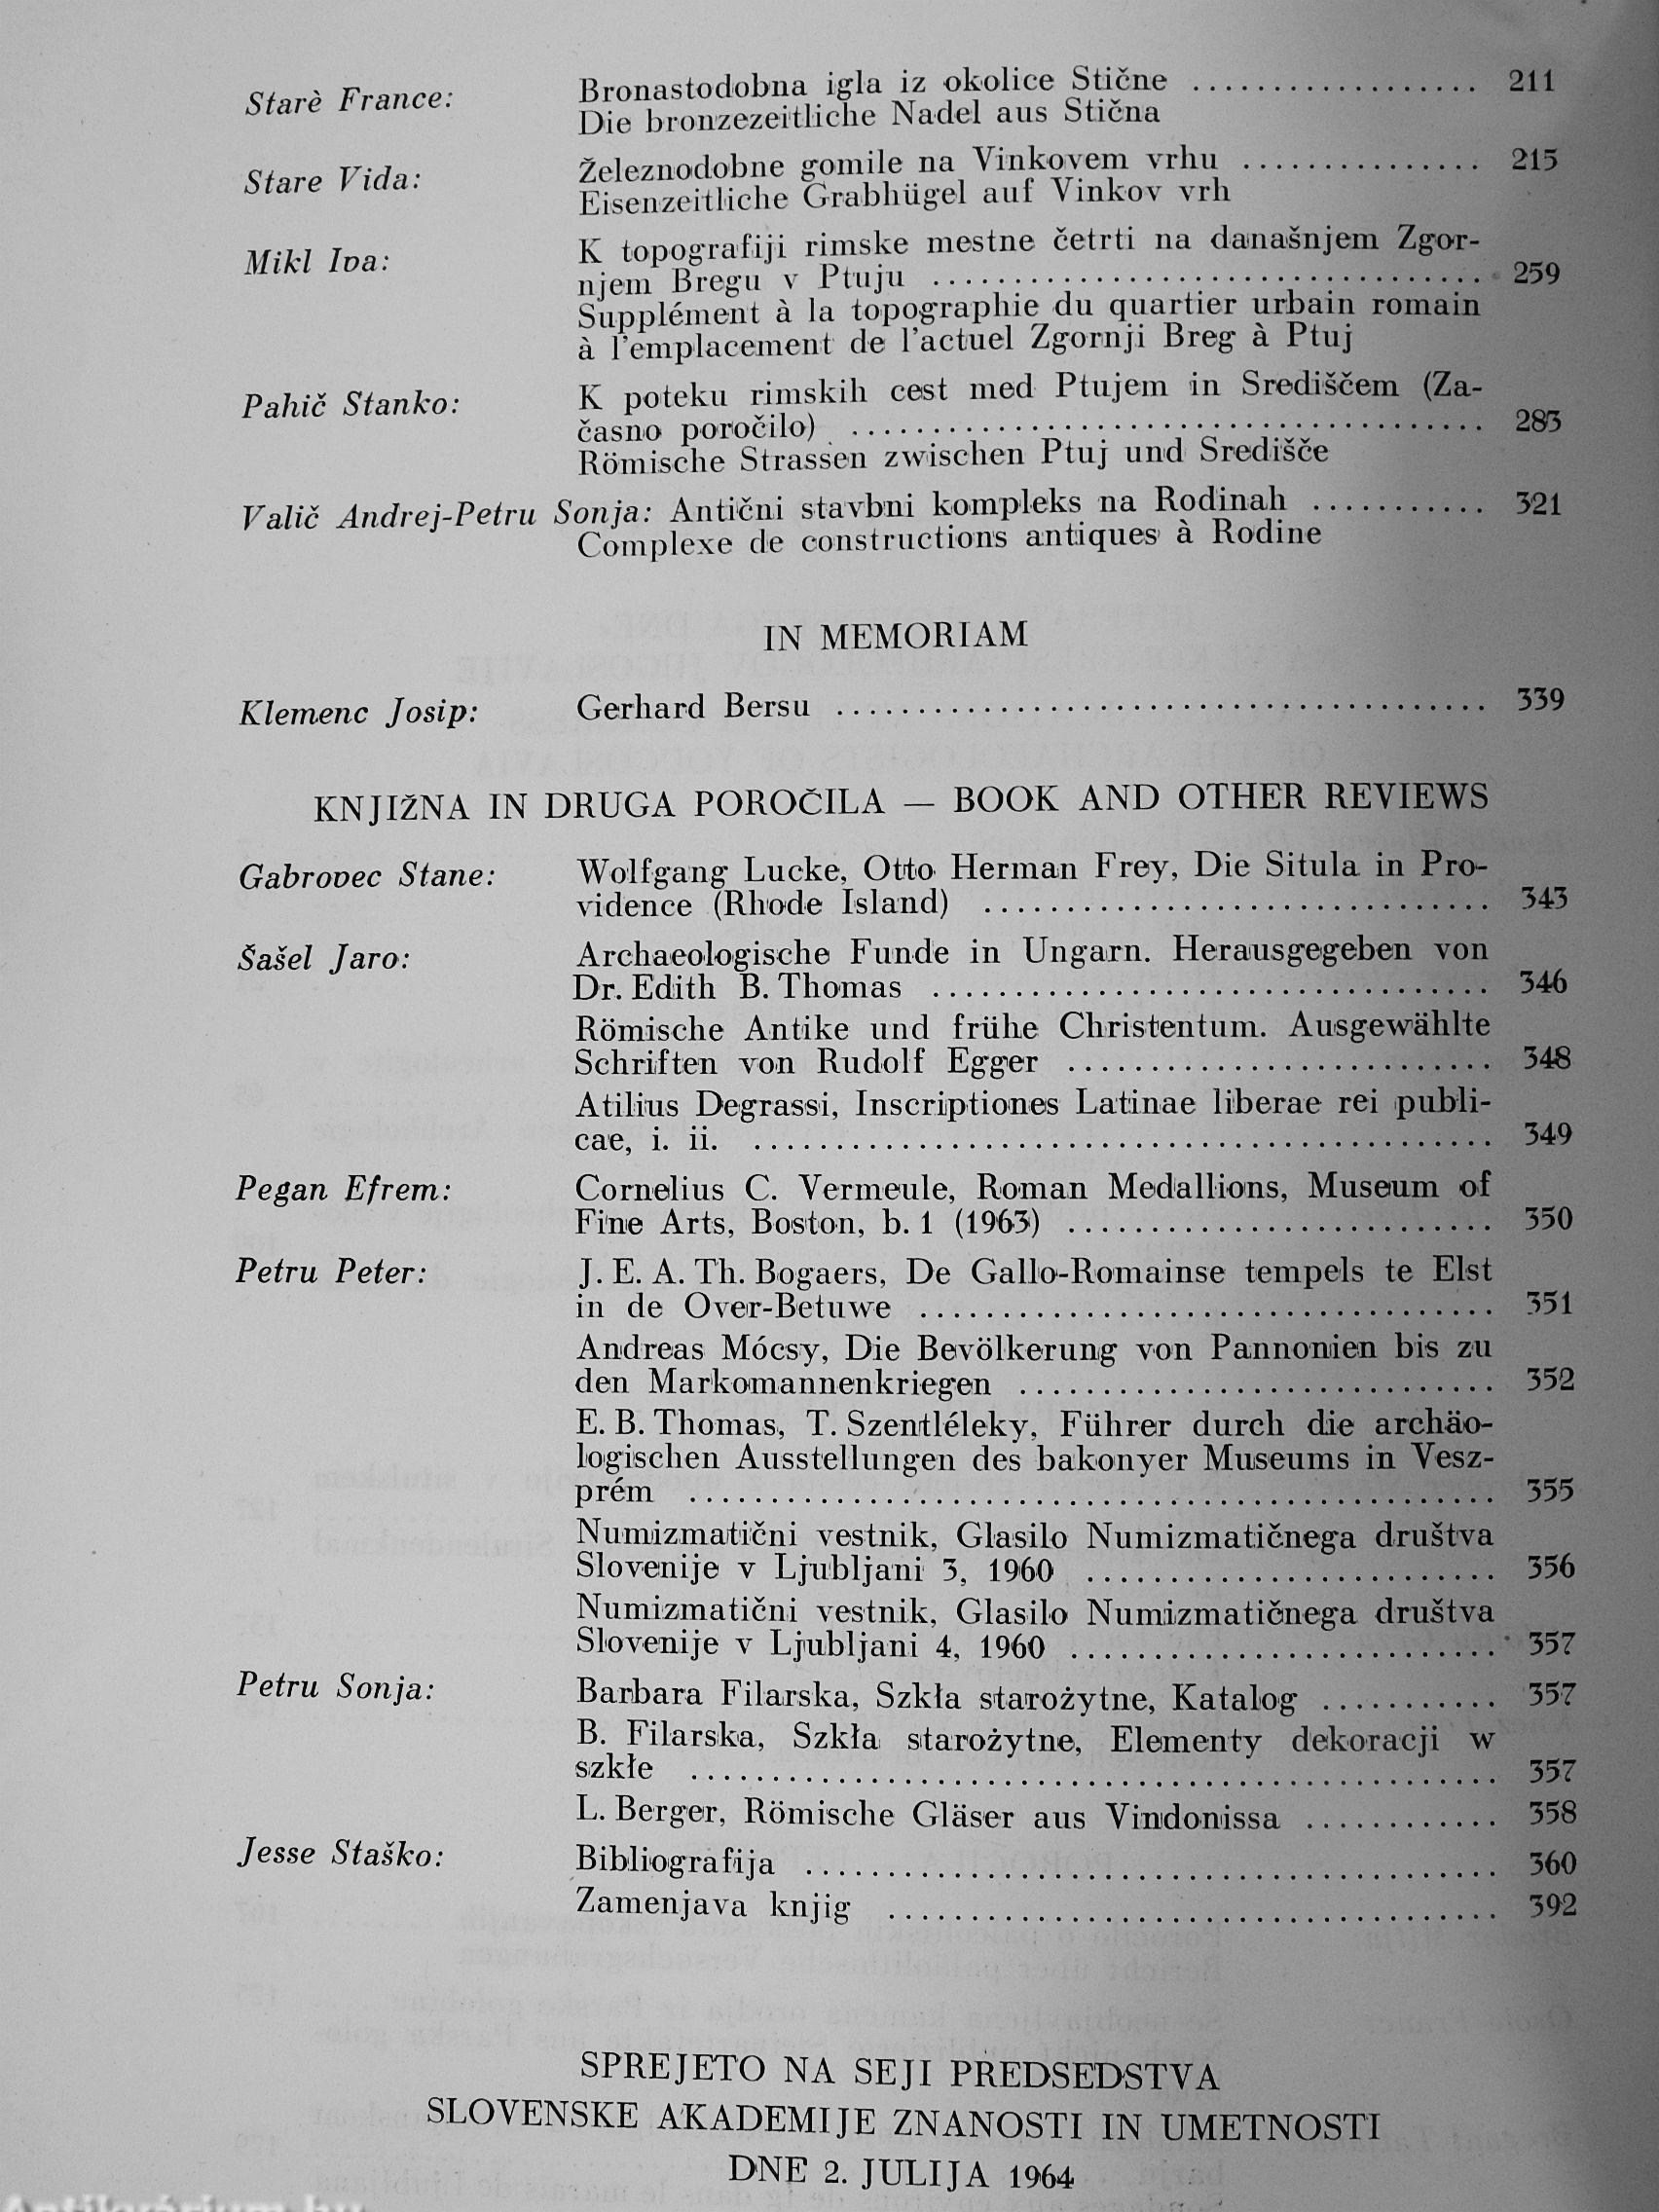 Starè France: Bronastodobna igla iz okolice Stične .................. 211
Die bronzezeitliche Nadel aus Stična
Stare Vida: Železnodobne gomile na Vinkovem vrhu ............... 215
Eisenzeitliche Grabhügel auf Vinkov vrh
Mikl Iva: K topografiji rimske mestne četrti na današnjem Zgor-
njem Bregu v Ptuju .................................. 259
Supplément à la topographie du quartier urbain romain
à l'emplacement de l'actuel Zgornji Breg à Ptuj
Pahič Stanko: K poteku rimskih cest med Ptujem in Središčem (Za-
časno poročilo) ....................................... 283
Römische Strassen zwischen Ptuj und Središče
Valič Andrej-Petru Sonja: Antični stavbni kompleks na Rodinah ........... 321
Complexe de constructions antiques à Rodine
IN MEMORIAM
Klemenc Josip: Gerhard Bersu ........................................ 339
KNJIŽNA IN DRUGA POROČILA — BOOK AND OTHER REVIEWS
Gabrovec Stane: Wolfgang Lucke, Otto Herman Frey, Die Situla in Pro-
vidence (Rhode Island) ............................... 343
Šašel Jaro: Archaeologische Funde in Ungarn. Herausgegeben von
Dr. Edith B. Thomas .................................. 346
Römische Antike und frühe Christentum. Ausgewählte
Schriften von Rudolf Egger .......................... 348
Atilius Degrassi, Inscriptiones Latinae liberae rei publi-
cae, i. ii. ............................................. 349
Pegan Efrem: Cornelius C. Vermeule, Roman Medallions, Museum of
Fine Arts, Boston, b. 1 (1963) .......................... 350
Petru Peter: J. E. A. Th. Bogaers, De Gallo-Romainse tempels te Elst
in de Over-Betuwe ................................... 351
Andreas Mócsy, Die Bevölkerung von Pannonien bis zu
den Markomannenkriegen ............................. 352
E. B. Thomas, T. Szentléleky, Führer durch die archäo-
logischen Ausstellungen des bakonyer Museums in Vesz-
prém ................................................. 355
Numizmatični vestnik, Glasilo Numizmatičnega društva
Slovenije v Ljubljani 3, 1960 ......................... 356
Numizmatični vestnik, Glasilo Numizmatičnega društva
Slovenije v Ljubljani 4, 1960 .......................... 357
Petru Sonja: Barbara Filarska, Szkła starożytne, Katalog ........... 357
B. Filarska, Szkła starożytne, Elementy dekoracji w
szkłe ................................................. 357
L. Berger, Römische Gläser aus Vindonissa ............ 358
Jesse Staško: Bibliografija .......................................... 360
Zamenjava knjig ..................................... 392
SPREJETO NA SEJI PREDSEDSTVA
SLOVENSKE AKADEMIJE ZNANOSTI IN UMETNOSTI
DNE 2. JULIJA 1964